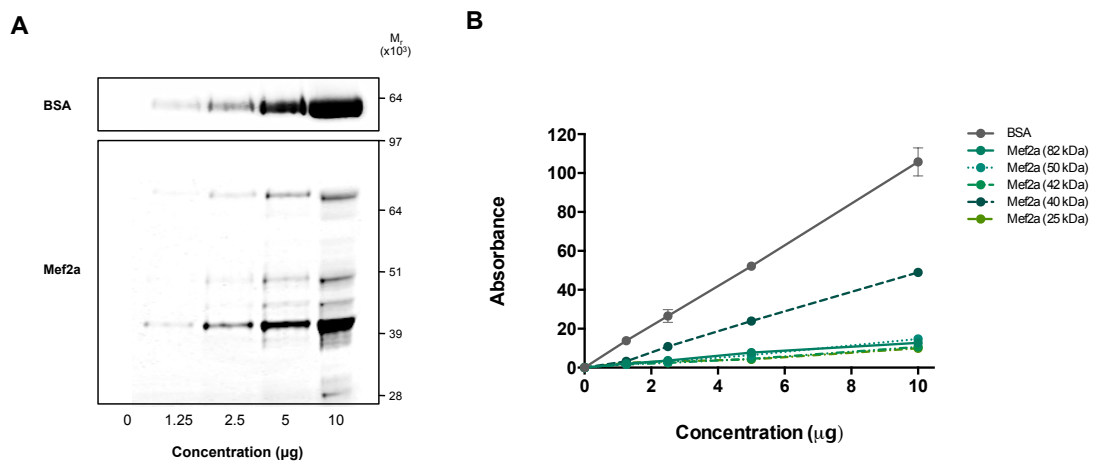 A
M_r
(x10³)
BSA
64
97
64
Mef2a
51
39
28
0 1.25 2.5 5 10
Concentration (µg)
B
120
100
80
60
40
20
0
0 2 4 6 8 10
Absorbance
Concentration (µg)
BSA
Mef2a (82 kDa)
Mef2a (50 kDa)
Mef2a (42 kDa)
Mef2a (40 kDa)
Mef2a (25 kDa)